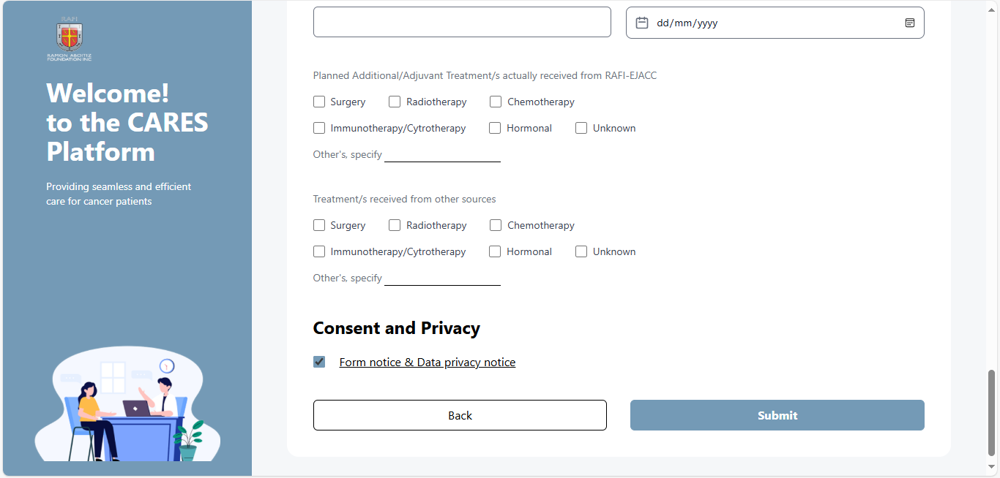 RAFI
RAMON ABOITIZ
FOUNDATION INC
Welcome!
to the CARES
Platform
Providing seamless and efficient
care for cancer patients
dd/mm/yyyy
Planned Additional/Adjuvant Treatment/s actually received from RAFI-EJACC
Surgery Radiotherapy Chemotherapy
Immunotherapy/Cytrotherapy Hormonal Unknown
Other's, specify
Treatment/s received from other sources
Surgery Radiotherapy Chemotherapy
Immunotherapy/Cytrotherapy Hormonal Unknown
Other's, specify
Consent and Privacy
Form notice & Data privacy notice
Back Submit